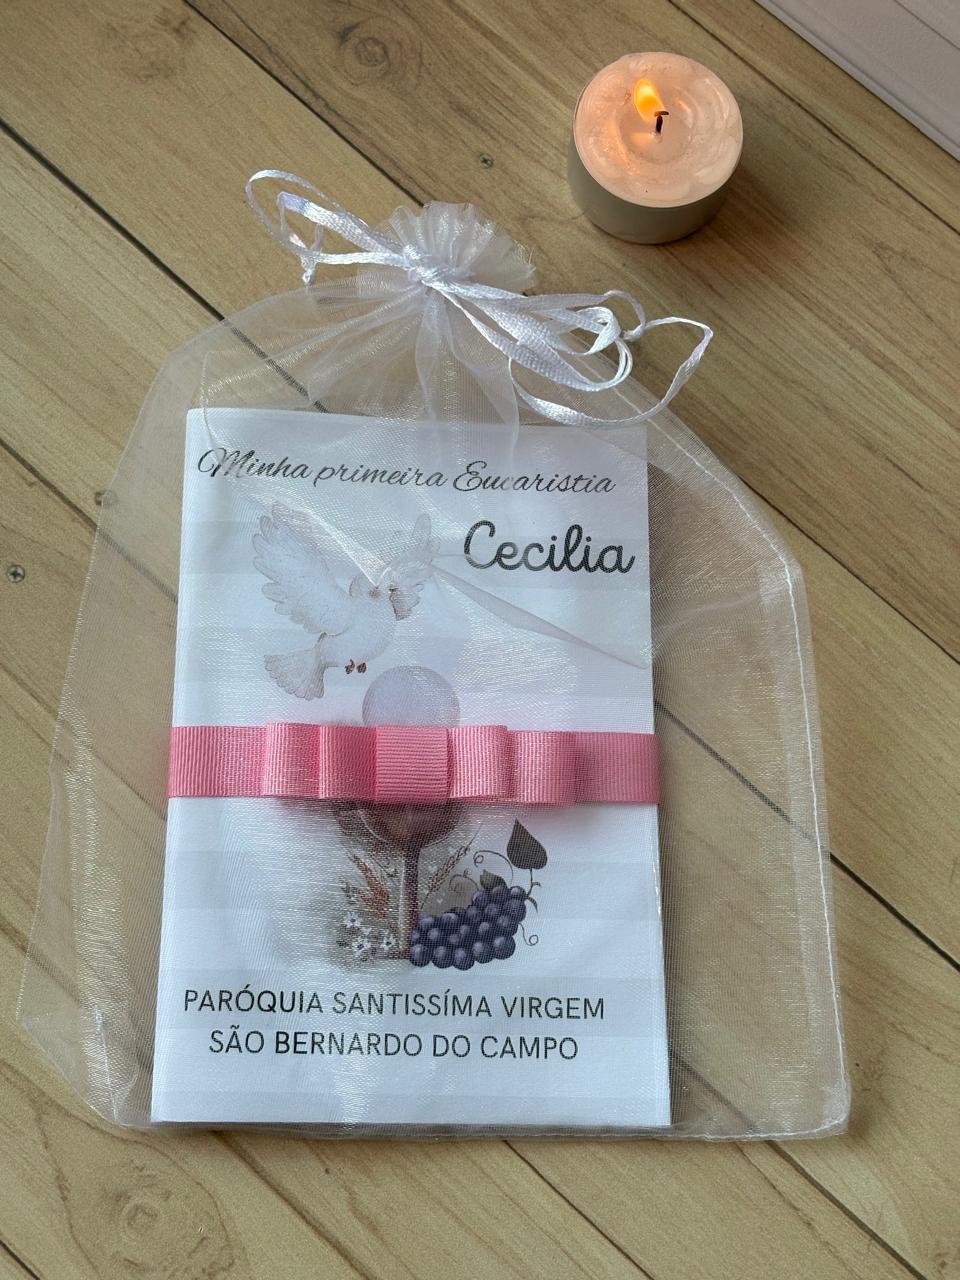 Minha primeira Eucaristia
Cecilia
PARÓQUIA SANTISSÍMA VIRGEM
SÃO BERNARDO DO CAMPO